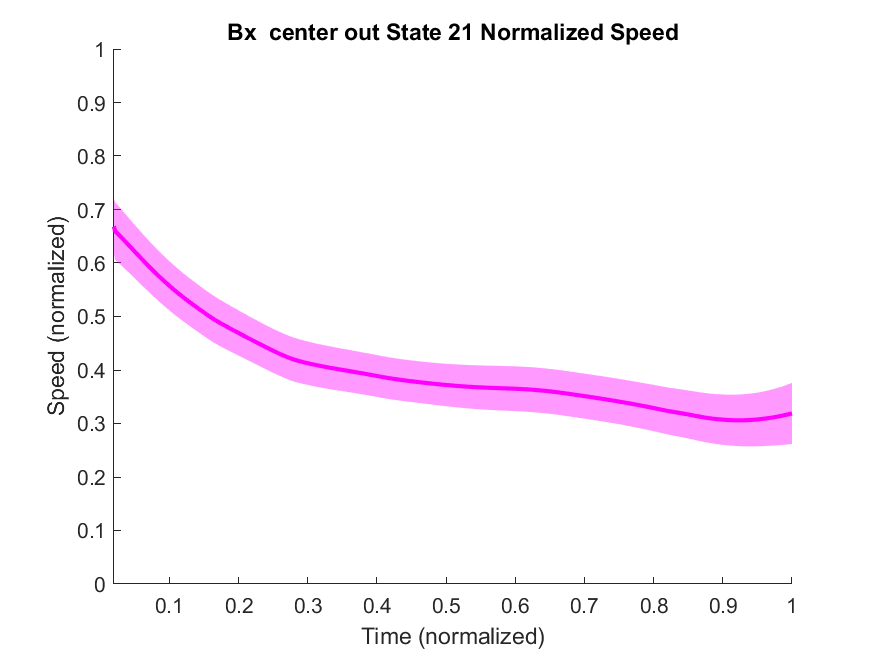 Bx  center out State 21 Normalized Speed
1
0.9
0.8
0.7
0.6
0.5
0.4
0.3
0.2
0.1
0
Speed (normalized)
0.1 0.2 0.3 0.4 0.5 0.6 0.7 0.8 0.9 1
Time (normalized)